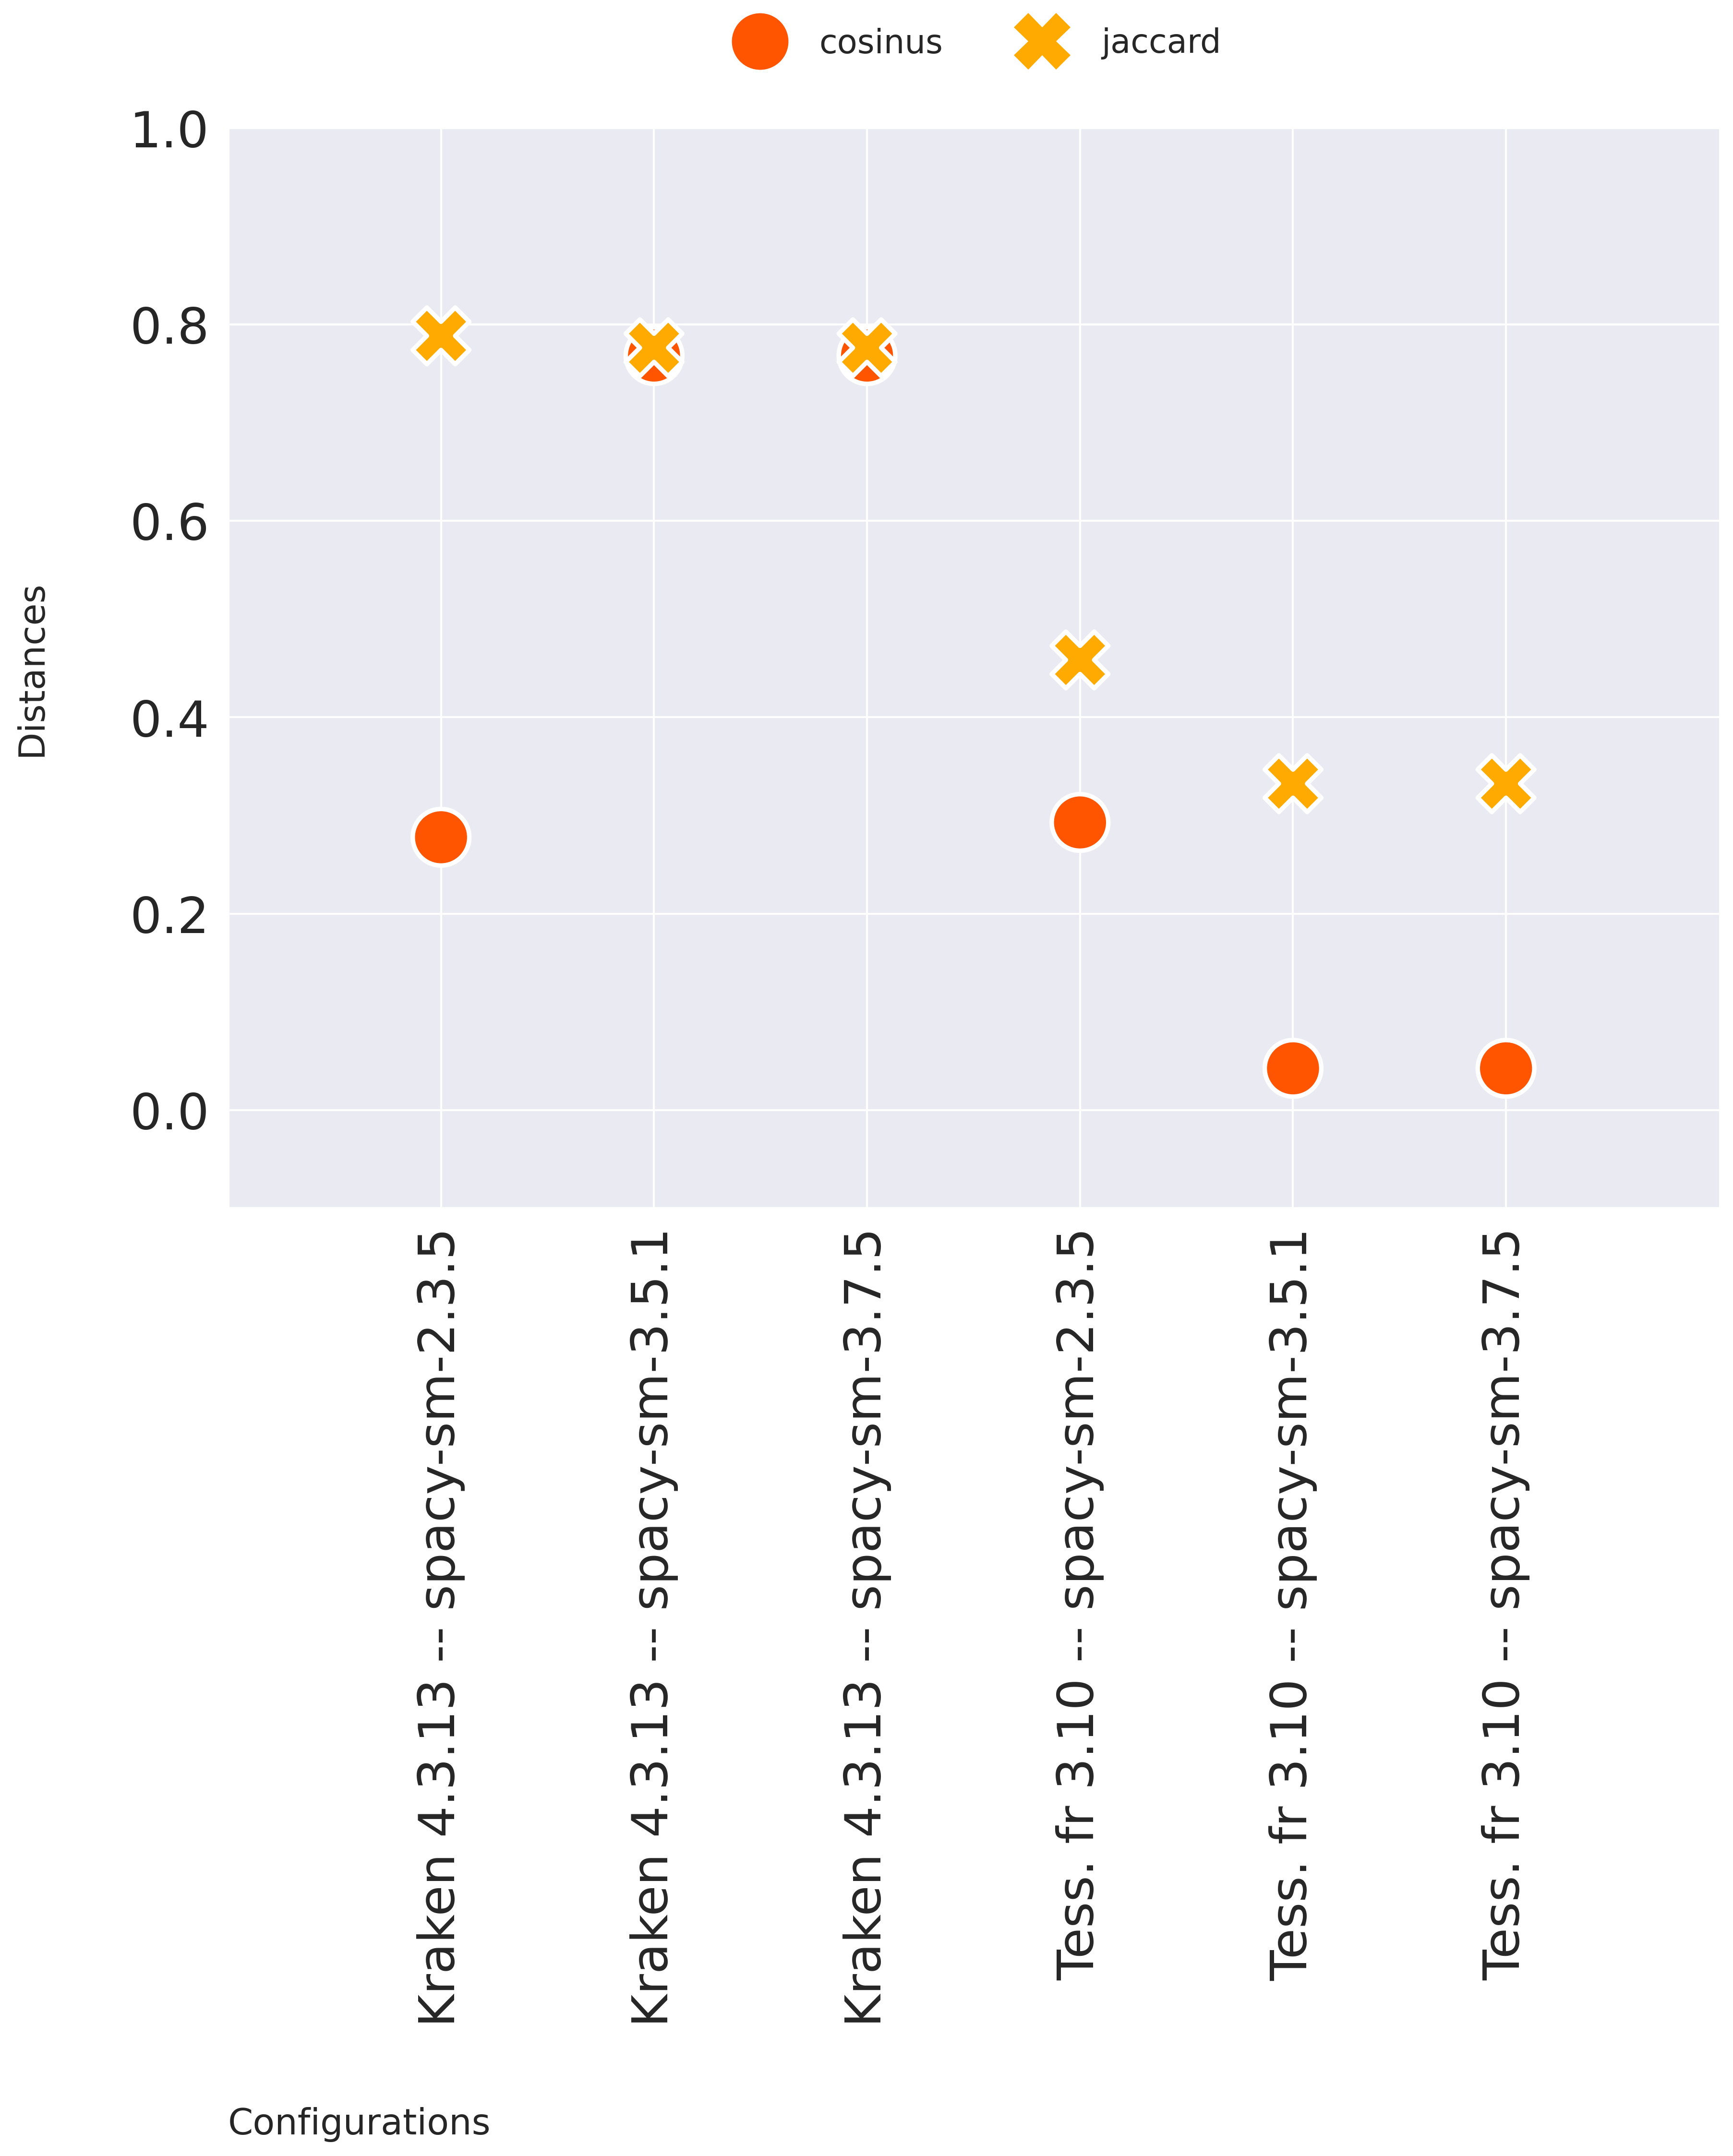 cosinus
jaccard
1.0
0.8
0.6
0.4
0.2
0.0
Distances
Kraken 4.3.13 -- spacy-sm-2.3.5
Kraken 4.3.13 -- spacy-sm-3.5.1
Kraken 4.3.13 -- spacy-sm-3.7.5
Tess. fr 3.10 -- spacy-sm-2.3.5
Tess. fr 3.10 -- spacy-sm-3.5.1
Tess. fr 3.10 -- spacy-sm-3.7.5
Configurations